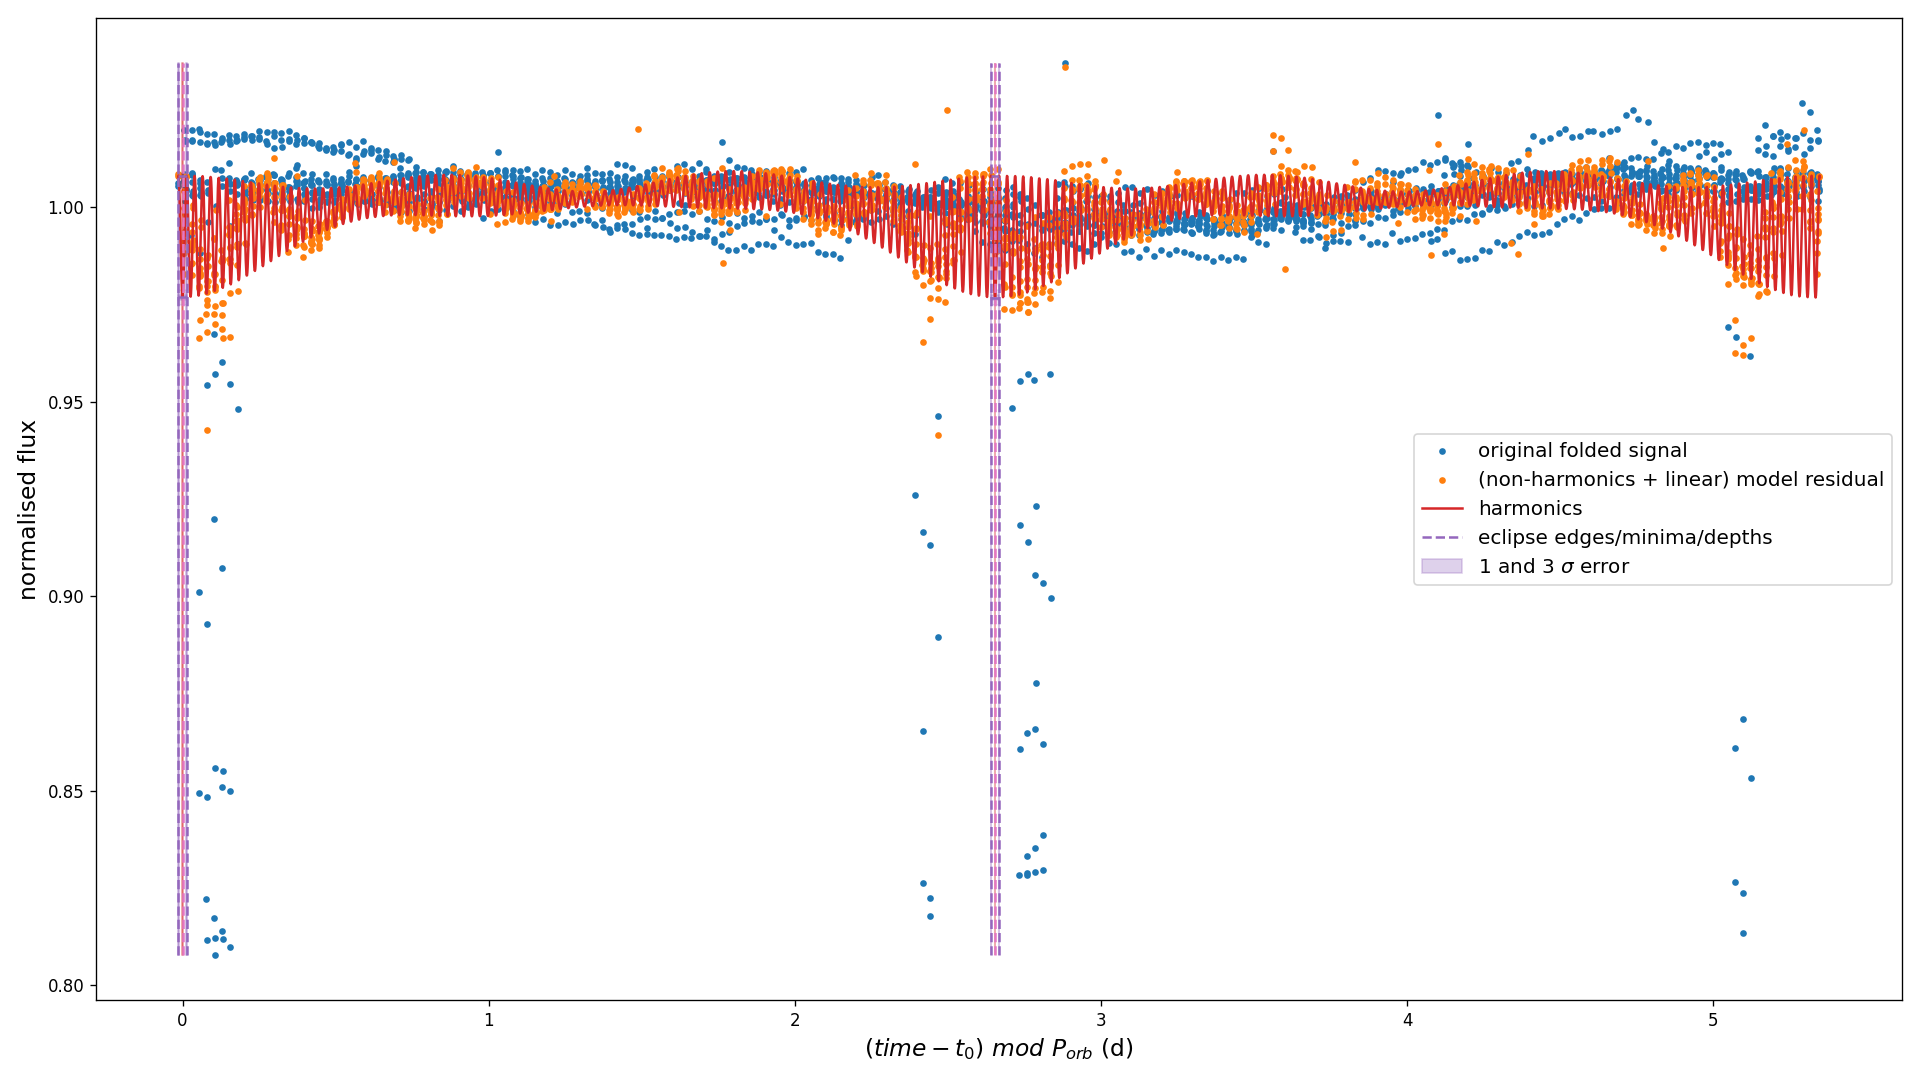 normalised flux
1.00
0.95
0.90
0.85
0.80
original folded signal
(non-harmonics + linear) model residual
harmonics
eclipse edges/minima/depths
1 and 3 σ error
0 1 2 3 4 5
(time − t₀) mod P_orb (d)